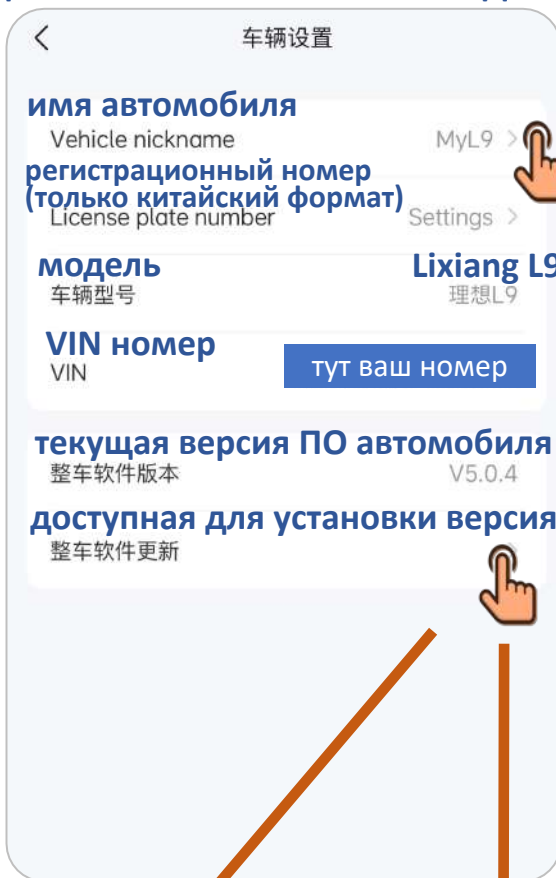 车辆设置
имя автомобиля
Vehicle nickname MyL9 >
регистрационный номер
(только китайский формат)
License plate number Settings >
модель Lixiang L9
车辆型号 理想L9
VIN номер
VIN тут ваш номер
текущая версия ПО автомобиля
整车软件版本 V5.0.4
доступная для установки версия
整车软件更新